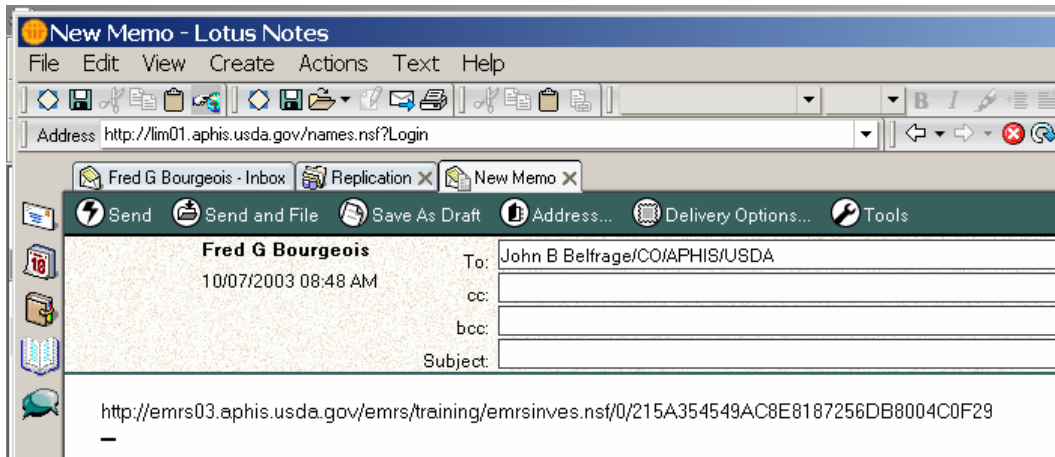 New Memo - Lotus Notes
File Edit View Create Actions Text Help
B I
Address http://lim01.aphis.usda.gov/names.nsf?Login
Fred G Bourgeois - Inbox Replication New Memo
Send Send and File Save As Draft Address... Delivery Options... Tools
Fred G Bourgeois To: John B Belfrage/CO/APHIS/USDA
10/07/2003 08:48 AM cc:
bcc:
Subject:
http://emrs03.aphis.usda.gov/emrs/training/emrsinves.nsf/0/215A354549AC8E8187256DB8004C0F29